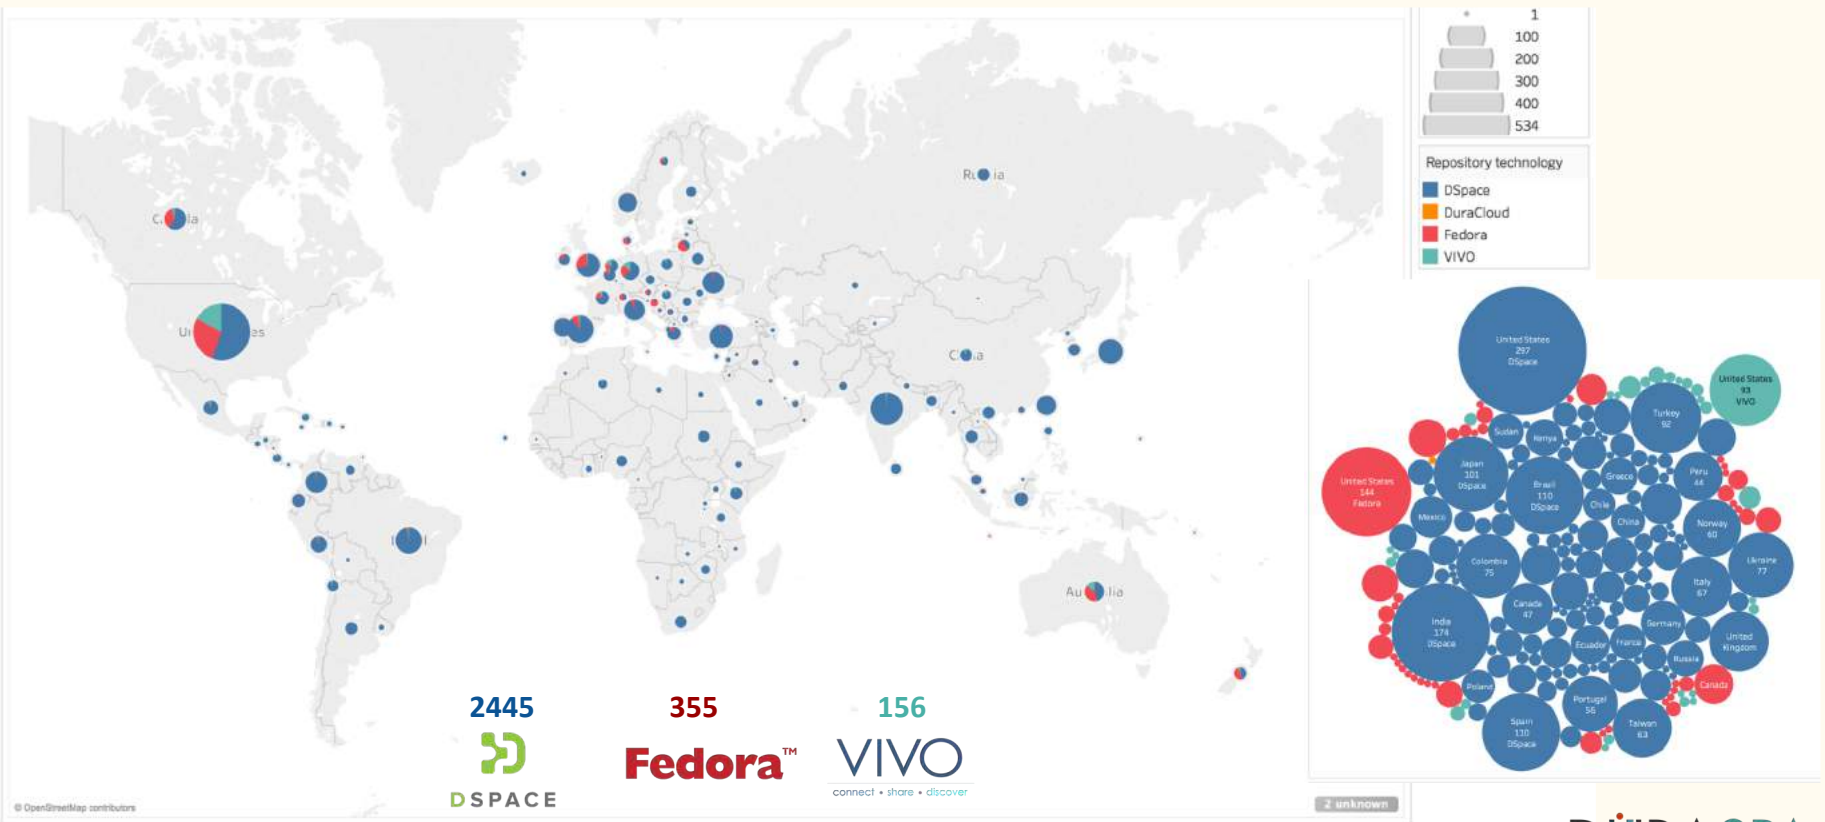 1
100
200
300
400
534
Repository technology
DSpace
DuraCloud
Fedora
VIVO
United States
297
DSpace
United States
93
VIVO
Turkey
92
Sudan
Kenya
Japan
101
DSpace
Greece
Peru
44
United States
144
Fedora
Brasil
110
DSpace
Chile
Mexico
China
Norway
60
Colombia
75
Ukraine
77
Italy
67
Canada
47
India
174
DSpace
Germany
United
Kingdom
Ecuador
France
Russia
Poland
Canada
Portugal
56
Spain
110
DSpace
Taiwan
63
2445
355
156
DSPACE
Fedora™
VIVO
connect • share • discover
© OpenStreetMap contributors
2 unknown